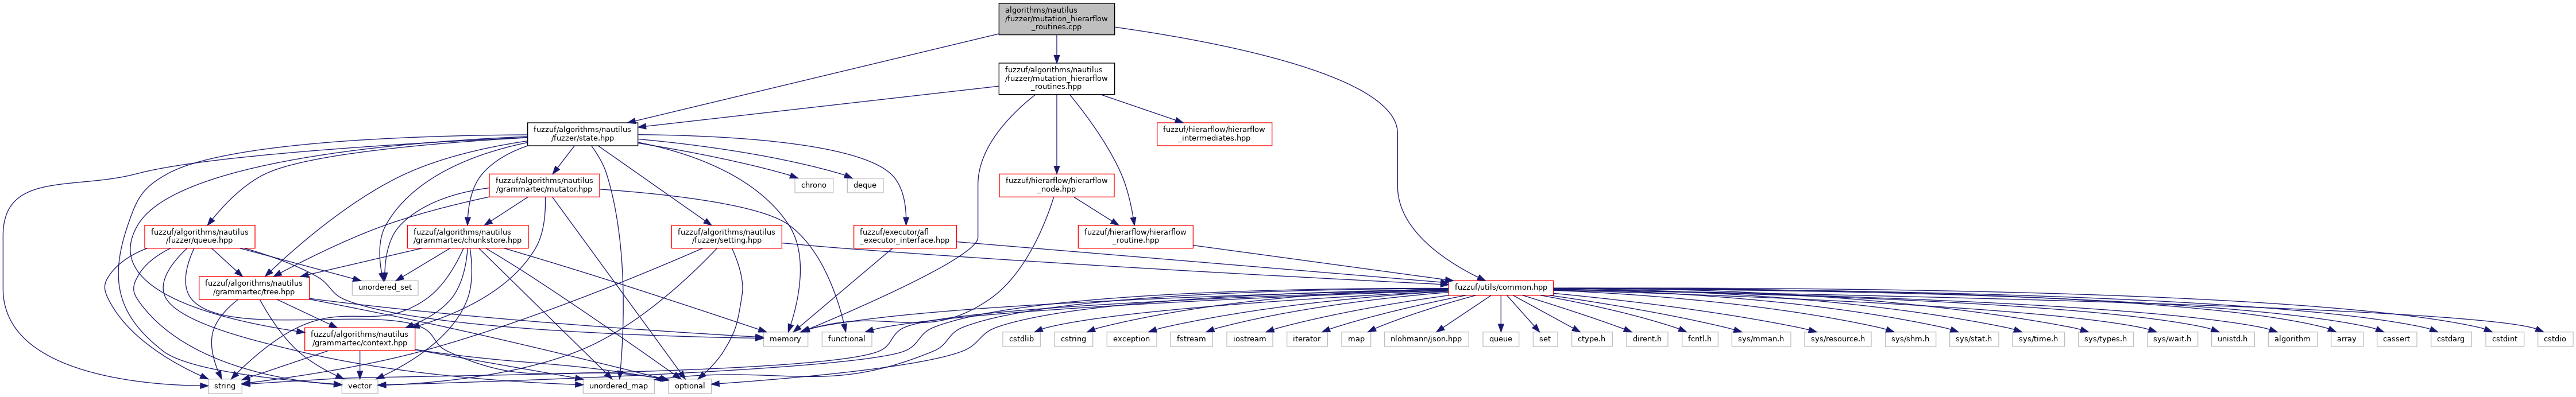 algorithms/nautilus
/fuzzer/mutation_hierarflow
_routines.cpp
fuzzuf/algorithms/nautilus
/fuzzer/mutation_hierarflow
_routines.hpp
fuzzuf/algorithms/nautilus
/fuzzer/state.hpp
fuzzuf/hierarflow/hierarflow
_intermediates.hpp
fuzzuf/algorithms/nautilus
/grammartec/mutator.hpp
chrono
deque
fuzzuf/hierarflow/hierarflow
_node.hpp
fuzzuf/algorithms/nautilus
/fuzzer/queue.hpp
fuzzuf/algorithms/nautilus
/grammartec/chunkstore.hpp
fuzzuf/algorithms/nautilus
/fuzzer/setting.hpp
fuzzuf/executor/afl
_executor_interface.hpp
fuzzuf/hierarflow/hierarflow
_routine.hpp
fuzzuf/algorithms/nautilus
/grammartec/tree.hpp
unordered_set
fuzzuf/utils/common.hpp
fuzzuf/algorithms/nautilus
/grammartec/context.hpp
memory
functional
cstdlib
cstring
exception
fstream
iostream
iterator
map
nlohmann/json.hpp
queue
set
ctype.h
dirent.h
fcntl.h
sys/mman.h
sys/resource.h
sys/shm.h
sys/stat.h
sys/time.h
sys/types.h
sys/wait.h
unistd.h
algorithm
array
cassert
cstdarg
cstdint
cstdio
string
vector
unordered_map
optional